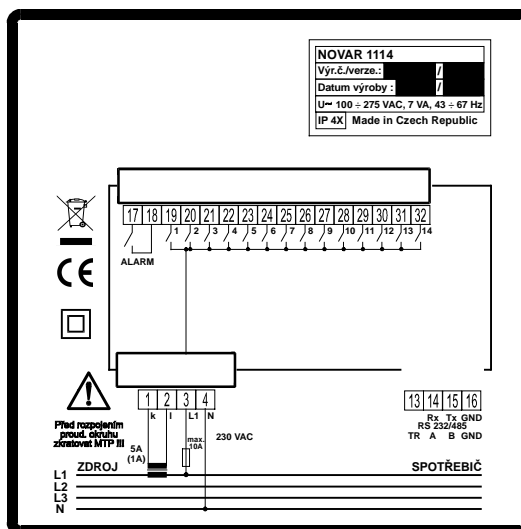 NOVAR 1114
Výr.č./verze.: /
Datum výroby : /
U~ 100 ÷ 275 VAC, 7 VA, 43 ÷ 67 Hz
IP 4X Made in Czech Republic
17 18 19 20 21 22 23 24 25 26 27 28 29 30 31 32
1 2 3 4 5 6 7 8 9 10 11 12 13 14
ALARM
CE
1 2 3 4
k l L1 N
13 14 15 16
Rx Tx GND
RS 232/485
TR A B GND
Před rozpojením
proud. okruhu
zkratovat MTP !!!
5A
(1A)
max.
10A
230 VAC
ZDROJ SPOTŘEBIČ
L1
L2
L3
N